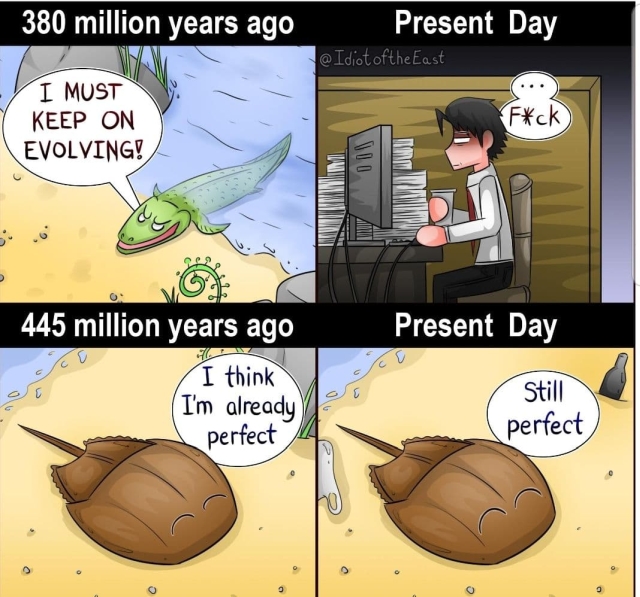 380 million years ago
Present Day
@IdiotoftheEast
I MUST
KEEP ON
EVOLVING!
...
F*ck
445 million years ago
Present Day
I think
I'm already
perfect
Still
perfect